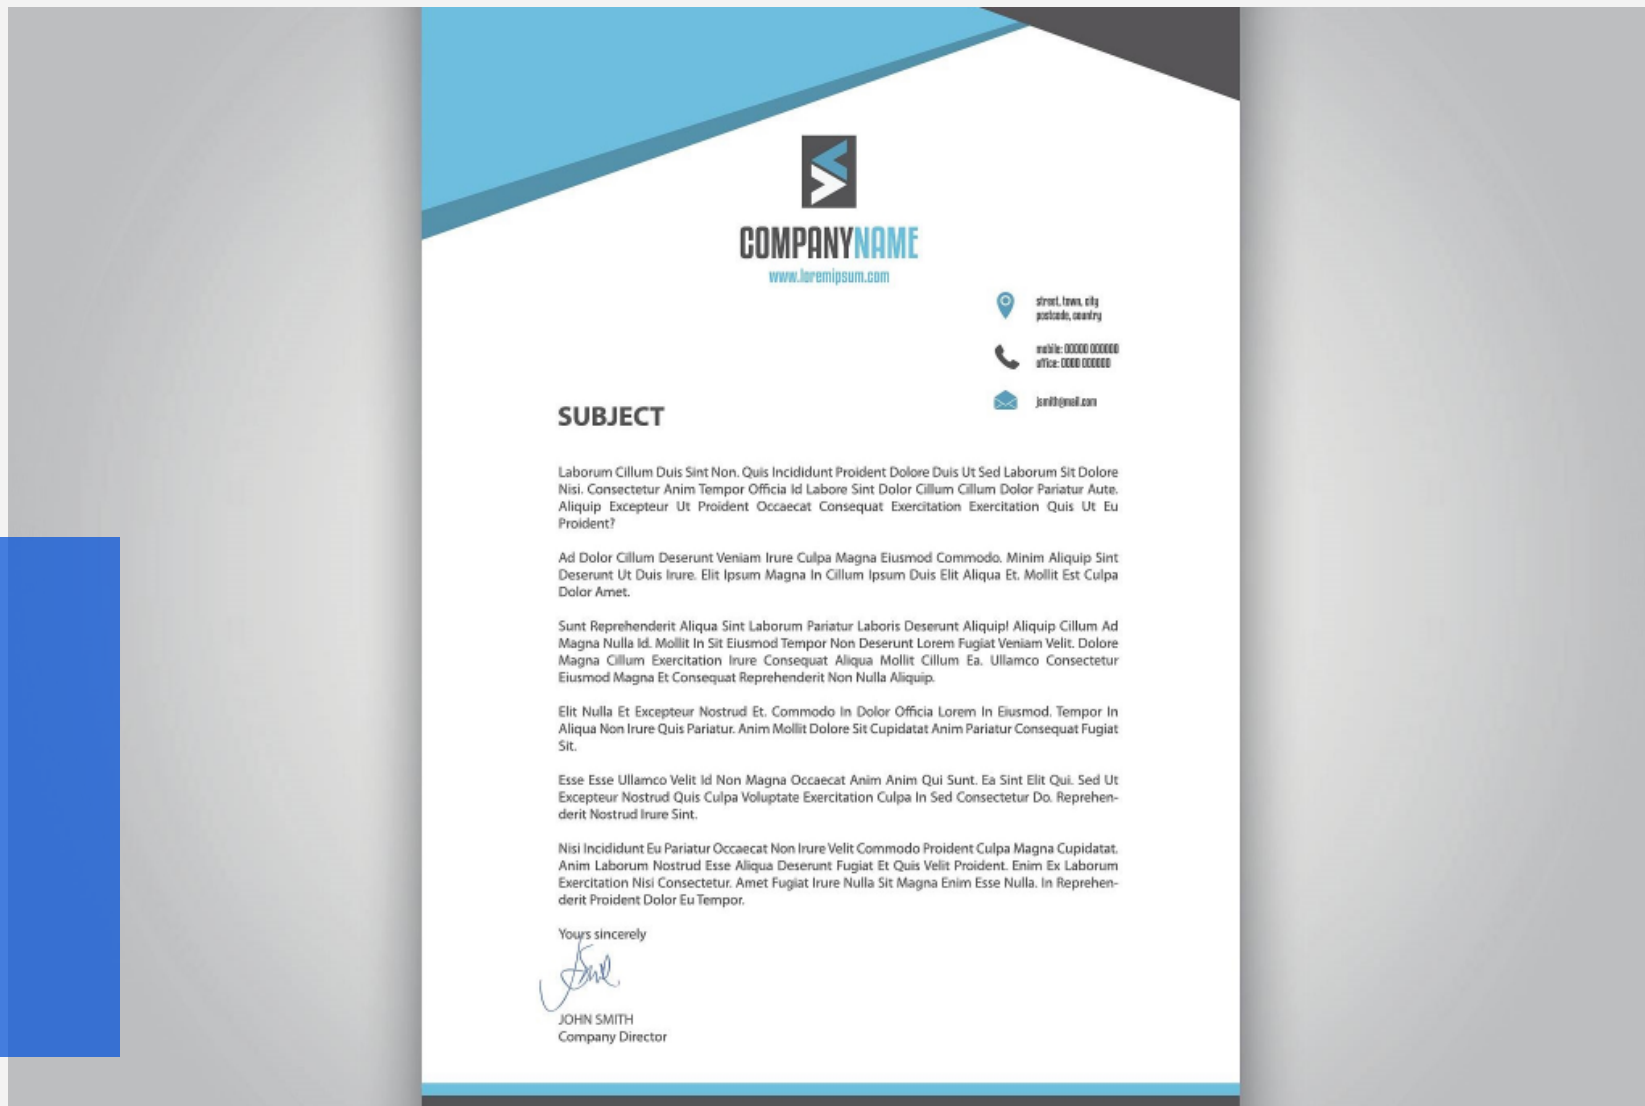 COMPANYNAME
www.loremipsum.com
street, town, city
postcode, country
mobile: 00000 000000
office: 0000 000000
jsmith@mail.com
SUBJECT
Laborum Cillum Duis Sint Non. Quis Incididunt Proident Dolore Duis Ut Sed Laborum Sit Dolore
Nisi. Consectetur Anim Tempor Officia Id Labore Sint Dolor Cillum Cillum Dolor Pariatur Aute.
Aliquip Excepteur Ut Proident Occaecat Consequat Exercitation Exercitation Quis Ut Eu
Proident?
Ad Dolor Cillum Deserunt Veniam Irure Culpa Magna Eiusmod Commodo. Minim Aliquip Sint
Deserunt Ut Duis Irure. Elit Ipsum Magna In Cillum Ipsum Duis Elit Aliqua Et. Mollit Est Culpa
Dolor Amet.
Sunt Reprehenderit Aliqua Sint Laborum Pariatur Laboris Deserunt Aliquip! Aliquip Cillum Ad
Magna Nulla Id. Mollit In Sit Eiusmod Tempor Non Deserunt Lorem Fugiat Veniam Velit. Dolore
Magna Cillum Exercitation Irure Consequat Aliqua Mollit Cillum Ea. Ullamco Consectetur
Eiusmod Magna Et Consequat Reprehenderit Non Nulla Aliquip.
Elit Nulla Et Excepteur Nostrud Et. Commodo In Dolor Officia Lorem In Eiusmod. Tempor In
Aliqua Non Irure Quis Pariatur. Anim Mollit Dolore Sit Cupidatat Anim Pariatur Consequat Fugiat
Sit.
Esse Esse Ullamco Velit Id Non Magna Occaecat Anim Anim Qui Sunt. Ea Sint Elit Qui. Sed Ut
Excepteur Nostrud Quis Culpa Voluptate Exercitation Culpa In Sed Consectetur Do. Reprehen-
derit Nostrud Irure Sint.
Nisi Incididunt Eu Pariatur Occaecat Non Irure Velit Commodo Proident Culpa Magna Cupidatat.
Anim Laborum Nostrud Esse Aliqua Deserunt Fugiat Et Quis Velit Proident. Enim Ex Laborum
Exercitation Nisi Consectetur. Amet Fugiat Irure Nulla Sit Magna Enim Esse Nulla. In Reprehen-
derit Proident Dolor Eu Tempor.
Yours sincerely
JOHN SMITH
Company Director